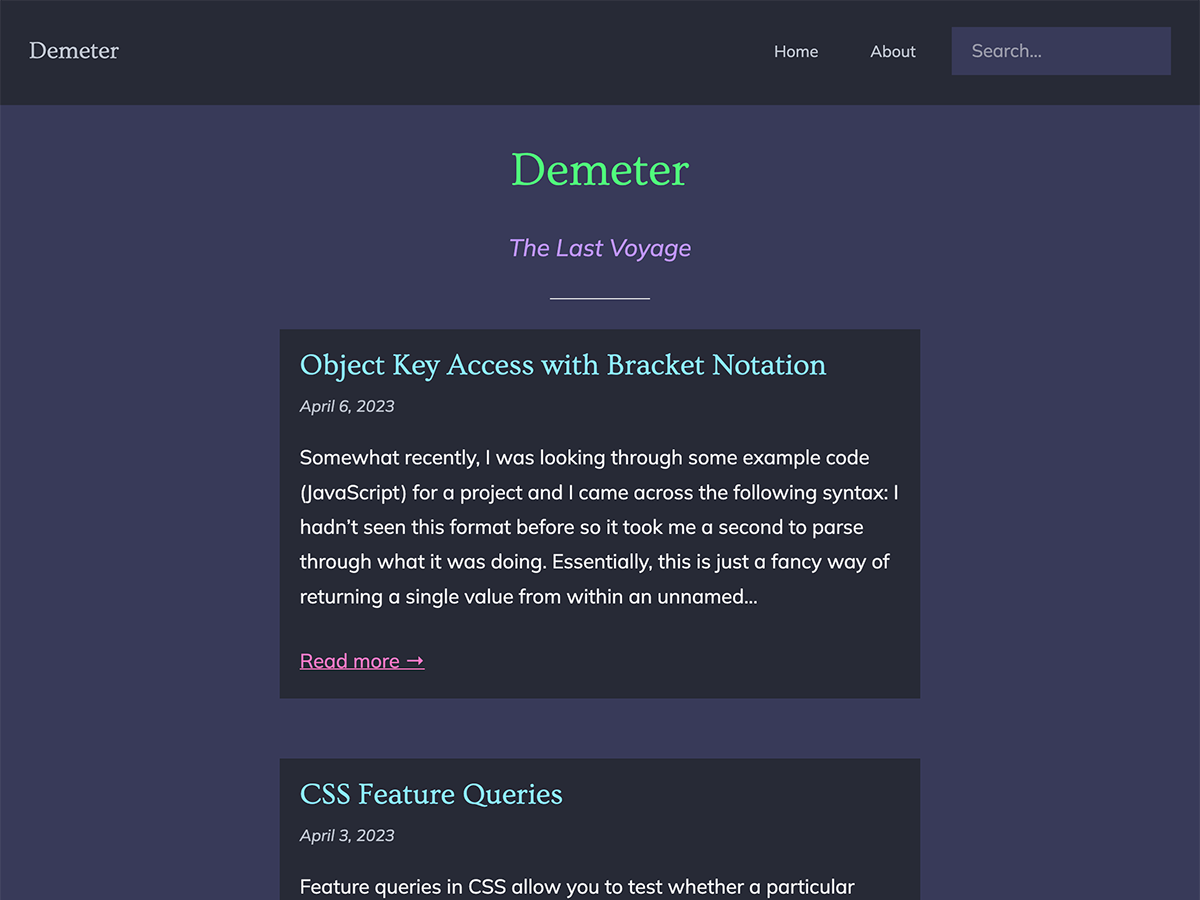 Demeter
Home
About
Search...
Demeter
The Last Voyage
Object Key Access with Bracket Notation
April 6, 2023
Somewhat recently, I was looking through some example code
(JavaScript) for a project and I came across the following syntax: I
hadn’t seen this format before so it took me a second to parse
through what it was doing. Essentially, this is just a fancy way of
returning a single value from within an unnamed…
Read more →
CSS Feature Queries
April 3, 2023
Feature queries in CSS allow you to test whether a particular